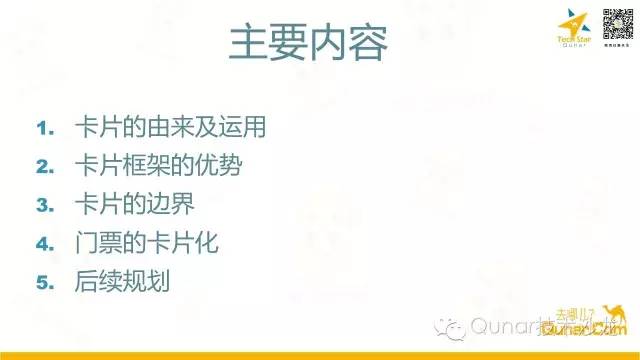 主要内容
Tech Star
Qunar
1. 卡片的由来及运用
2. 卡片框架的优势
3. 卡片的边界
4. 门票的卡片化
5. 后续规划
去哪儿?
Qunar.Com
Qunar技术沙龙